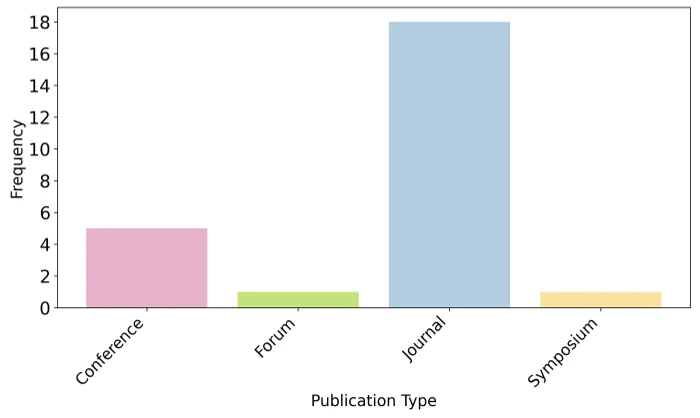 Frequency
18
16
14
12
10
8
6
4
2
0
Conference
Forum
Journal
Symposium
Publication Type